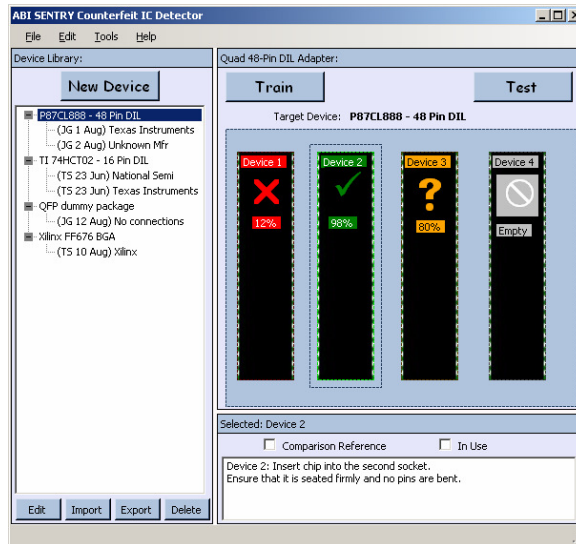 ABI SENTRY Counterfeit IC Detector
File Edit Tools Help
Device Library:
New Device
P87CL888 - 48 Pin DIL
(JG 1 Aug) Texas Instruments
(JG 2 Aug) Unknown Mfr
TI 74HCT02 - 16 Pin DIL
(TS 23 Jun) National Semi
(TS 23 Jun) Texas Instruments
QFP dummy package
(JG 12 Aug) No connections
Xilinx FF676 BGA
(TS 10 Aug) Xilinx
Edit Import Export Delete
Quad 48-Pin DIL Adapter:
Train Test
Target Device: P87CL888 - 48 Pin DIL
Device 1 Device 2 Device 3 Device 4
?
12% 98% 80% Empty
Selected: Device 2
Comparison Reference In Use
Device 2: Insert chip into the second socket.
Ensure that it is seated firmly and no pins are bent.